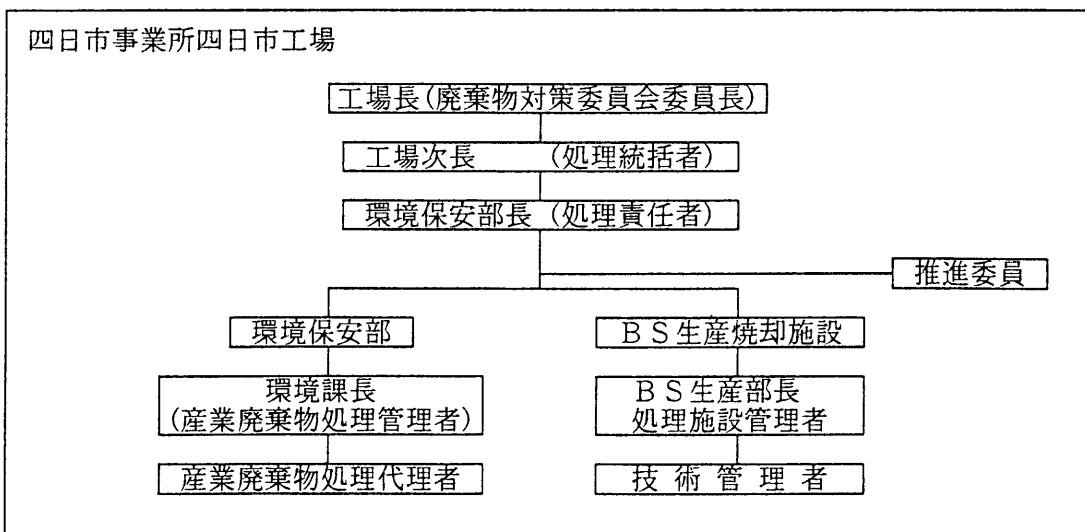 四日市事業所四日市工場
工場長(廃棄物対策委員会委員長)
工場次長　　(処理統括者)
環境保安部長 (処理責任者)
推進委員
環境保安部
ＢＳ生産焼却施設
環境課長
(産業廃棄物処理管理者)
ＢＳ生産部長
処理施設管理者
産業廃棄物処理代理者
技 術 管 理 者